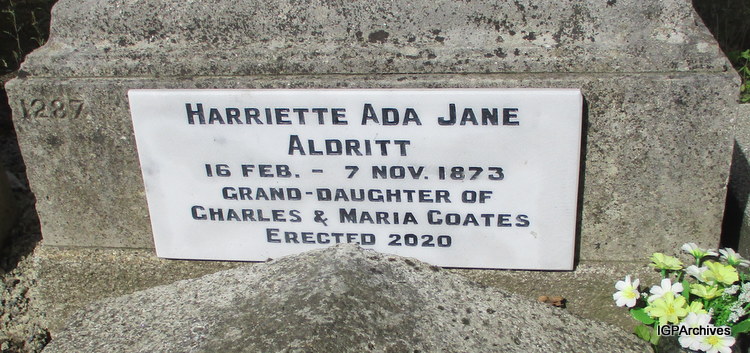 1287
HARRIETTE ADA JANE
ALDRITT
16 FEB. – 7 NOV. 1873
GRAND-DAUGHTER OF
CHARLES & MARIA COATES
ERECTED 2020
IGPArchives